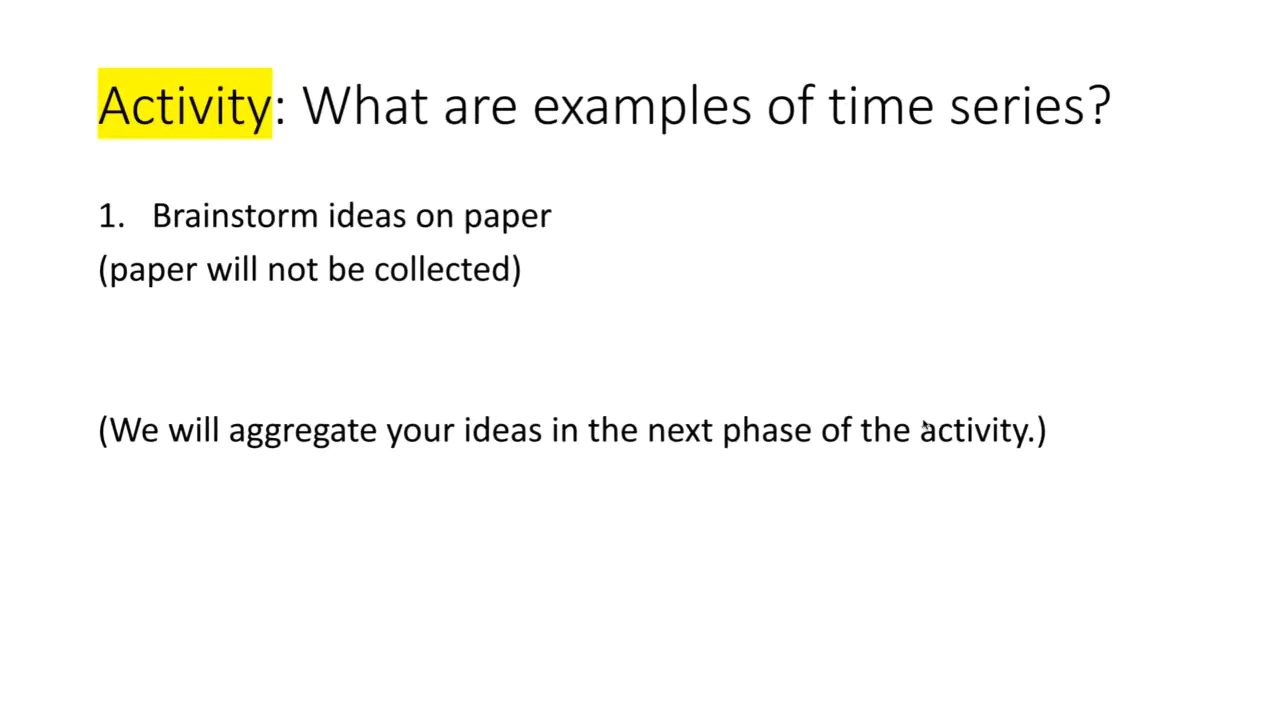 Activity: What are examples of time series?
1. Brainstorm ideas on paper
(paper will not be collected)
(We will aggregate your ideas in the next phase of the activity.)